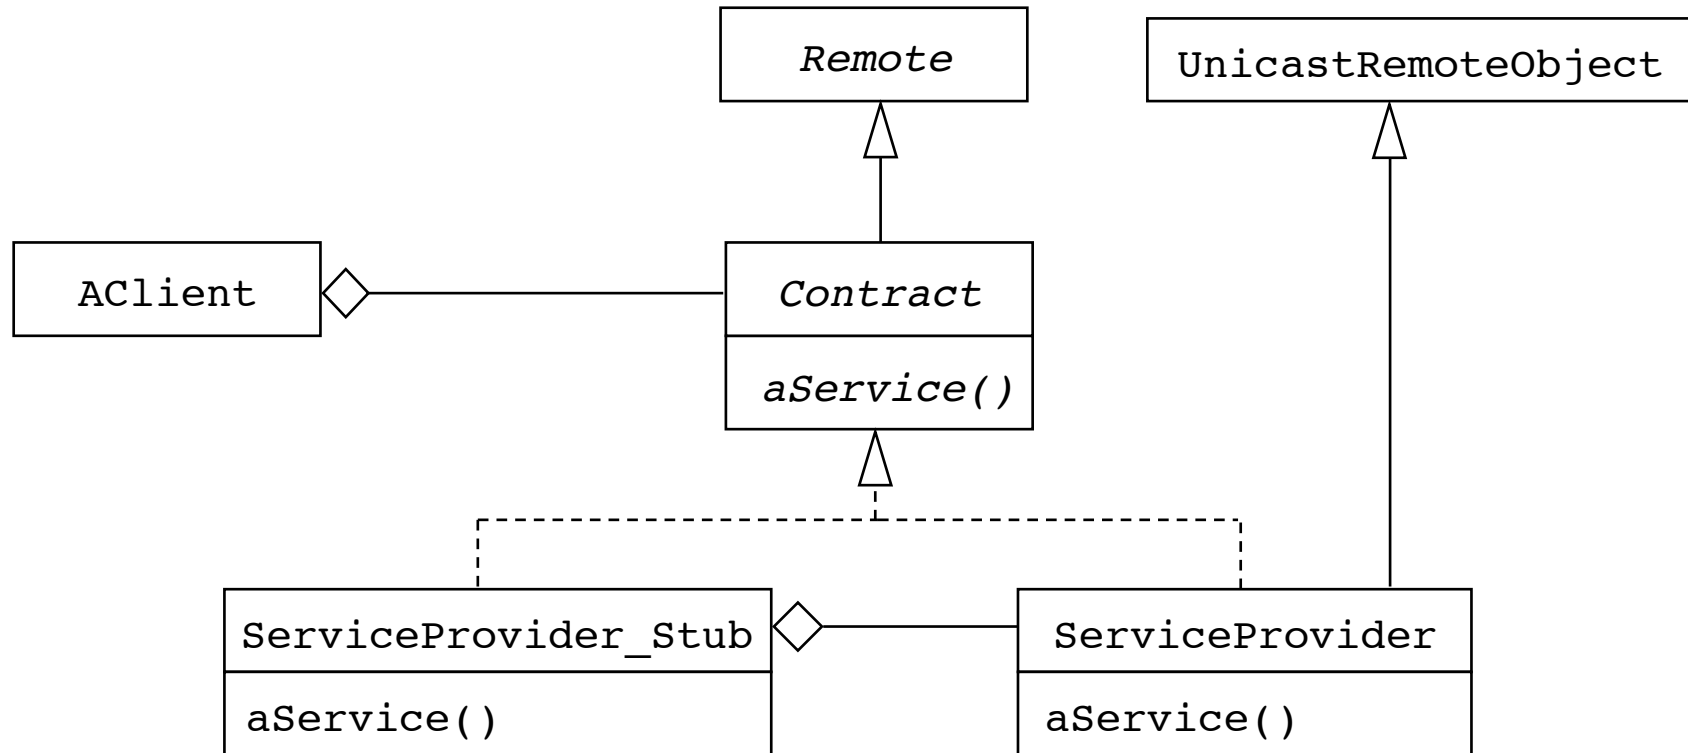 Remote
UnicastRemoteObject
AClient
Contract
aService()
ServiceProvider_Stub
ServiceProvider
aService()
aService()